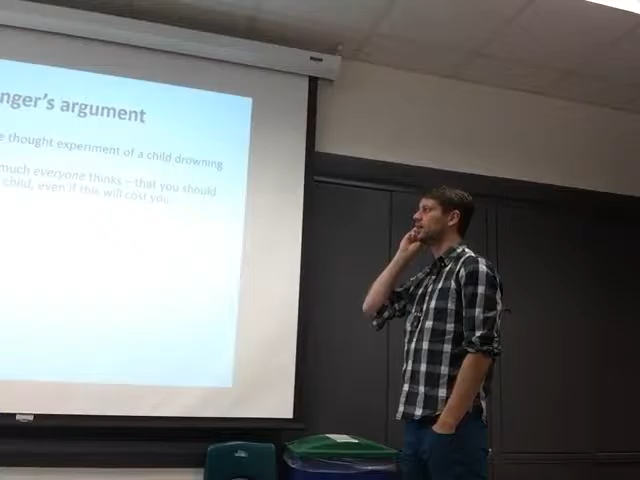 nger's argument
e thought experiment of a child drowning
much everyone thinks – that you should
child, even if this will cost you